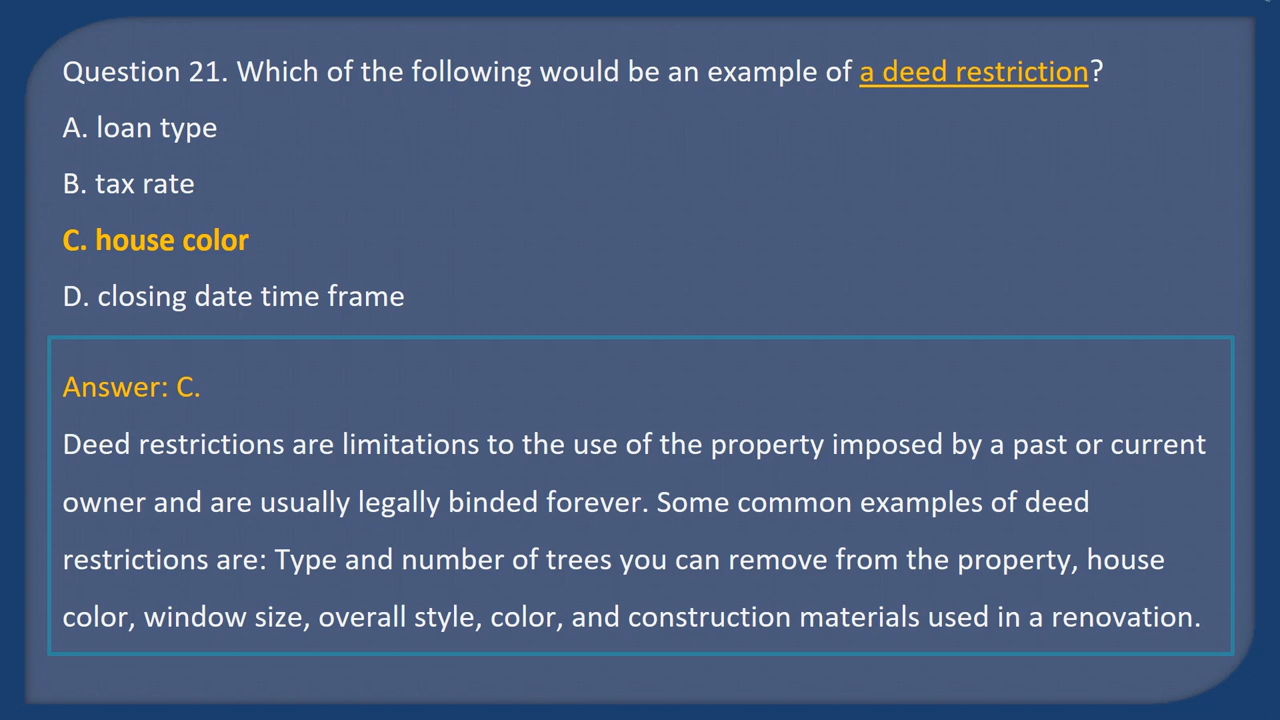 Question 21. Which of the following would be an example of a deed restriction?
A. loan type
B. tax rate
C. house color
D. closing date time frame
Answer: C.
Deed restrictions are limitations to the use of the property imposed by a past or current
owner and are usually legally binded forever. Some common examples of deed
restrictions are: Type and number of trees you can remove from the property, house
color, window size, overall style, color, and construction materials used in a renovation.